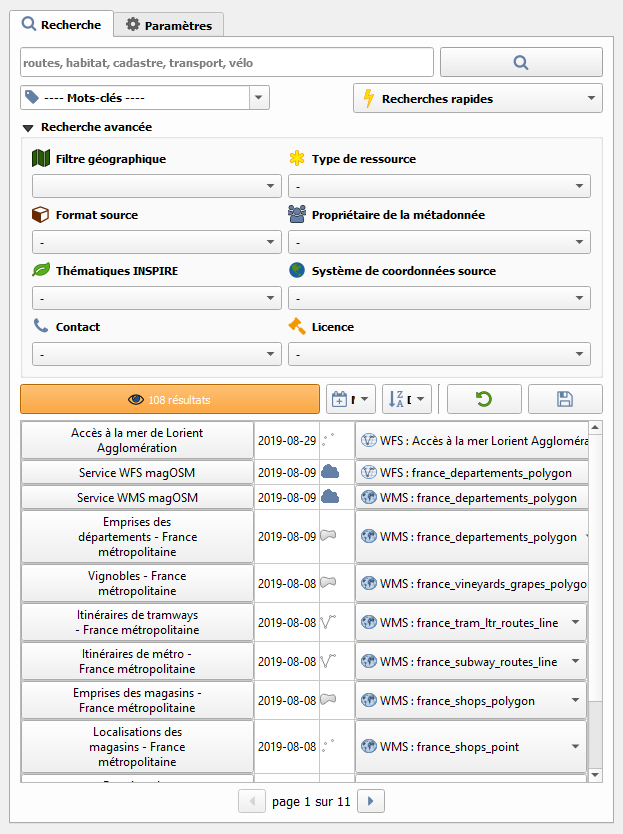 Recherche
Paramètres
routes, habitat, cadastre, transport, vélo
---- Mots-clés ----
Recherches rapides
Recherche avancée
Filtre géographique
Type de ressource
-
Format source
Propriétaire de la métadonnée
-
-
Thématiques INSPIRE
Système de coordonnées source
-
-
Contact
Licence
-
-
108 résultats
Accès à la mer de Lorient
Agglomération
2019-08-29
WFS : Accès à la mer Lorient Aggloméra
Service WFS magOSM
2019-08-09
WFS : france_departements_polygon
Service WMS magOSM
2019-08-09
WMS : france_departements_polygon
Emprises des
départements - France
métropolitaine
2019-08-09
WMS : france_departements_polygon
Vignobles - France
métropolitaine
2019-08-08
WMS : france_vineyards_grapes_polygo
Itinéraires de tramways
- France métropolitaine
2019-08-08
WMS : france_tram_ltr_routes_line
Itinéraires de métro -
France métropolitaine
2019-08-08
WMS : france_subway_routes_line
Emprises des magasins -
France métropolitaine
2019-08-08
WMS : france_shops_polygon
Localisations des
magasins - France
métropolitaine
2019-08-08
WMS : france_shops_point
page 1 sur 11